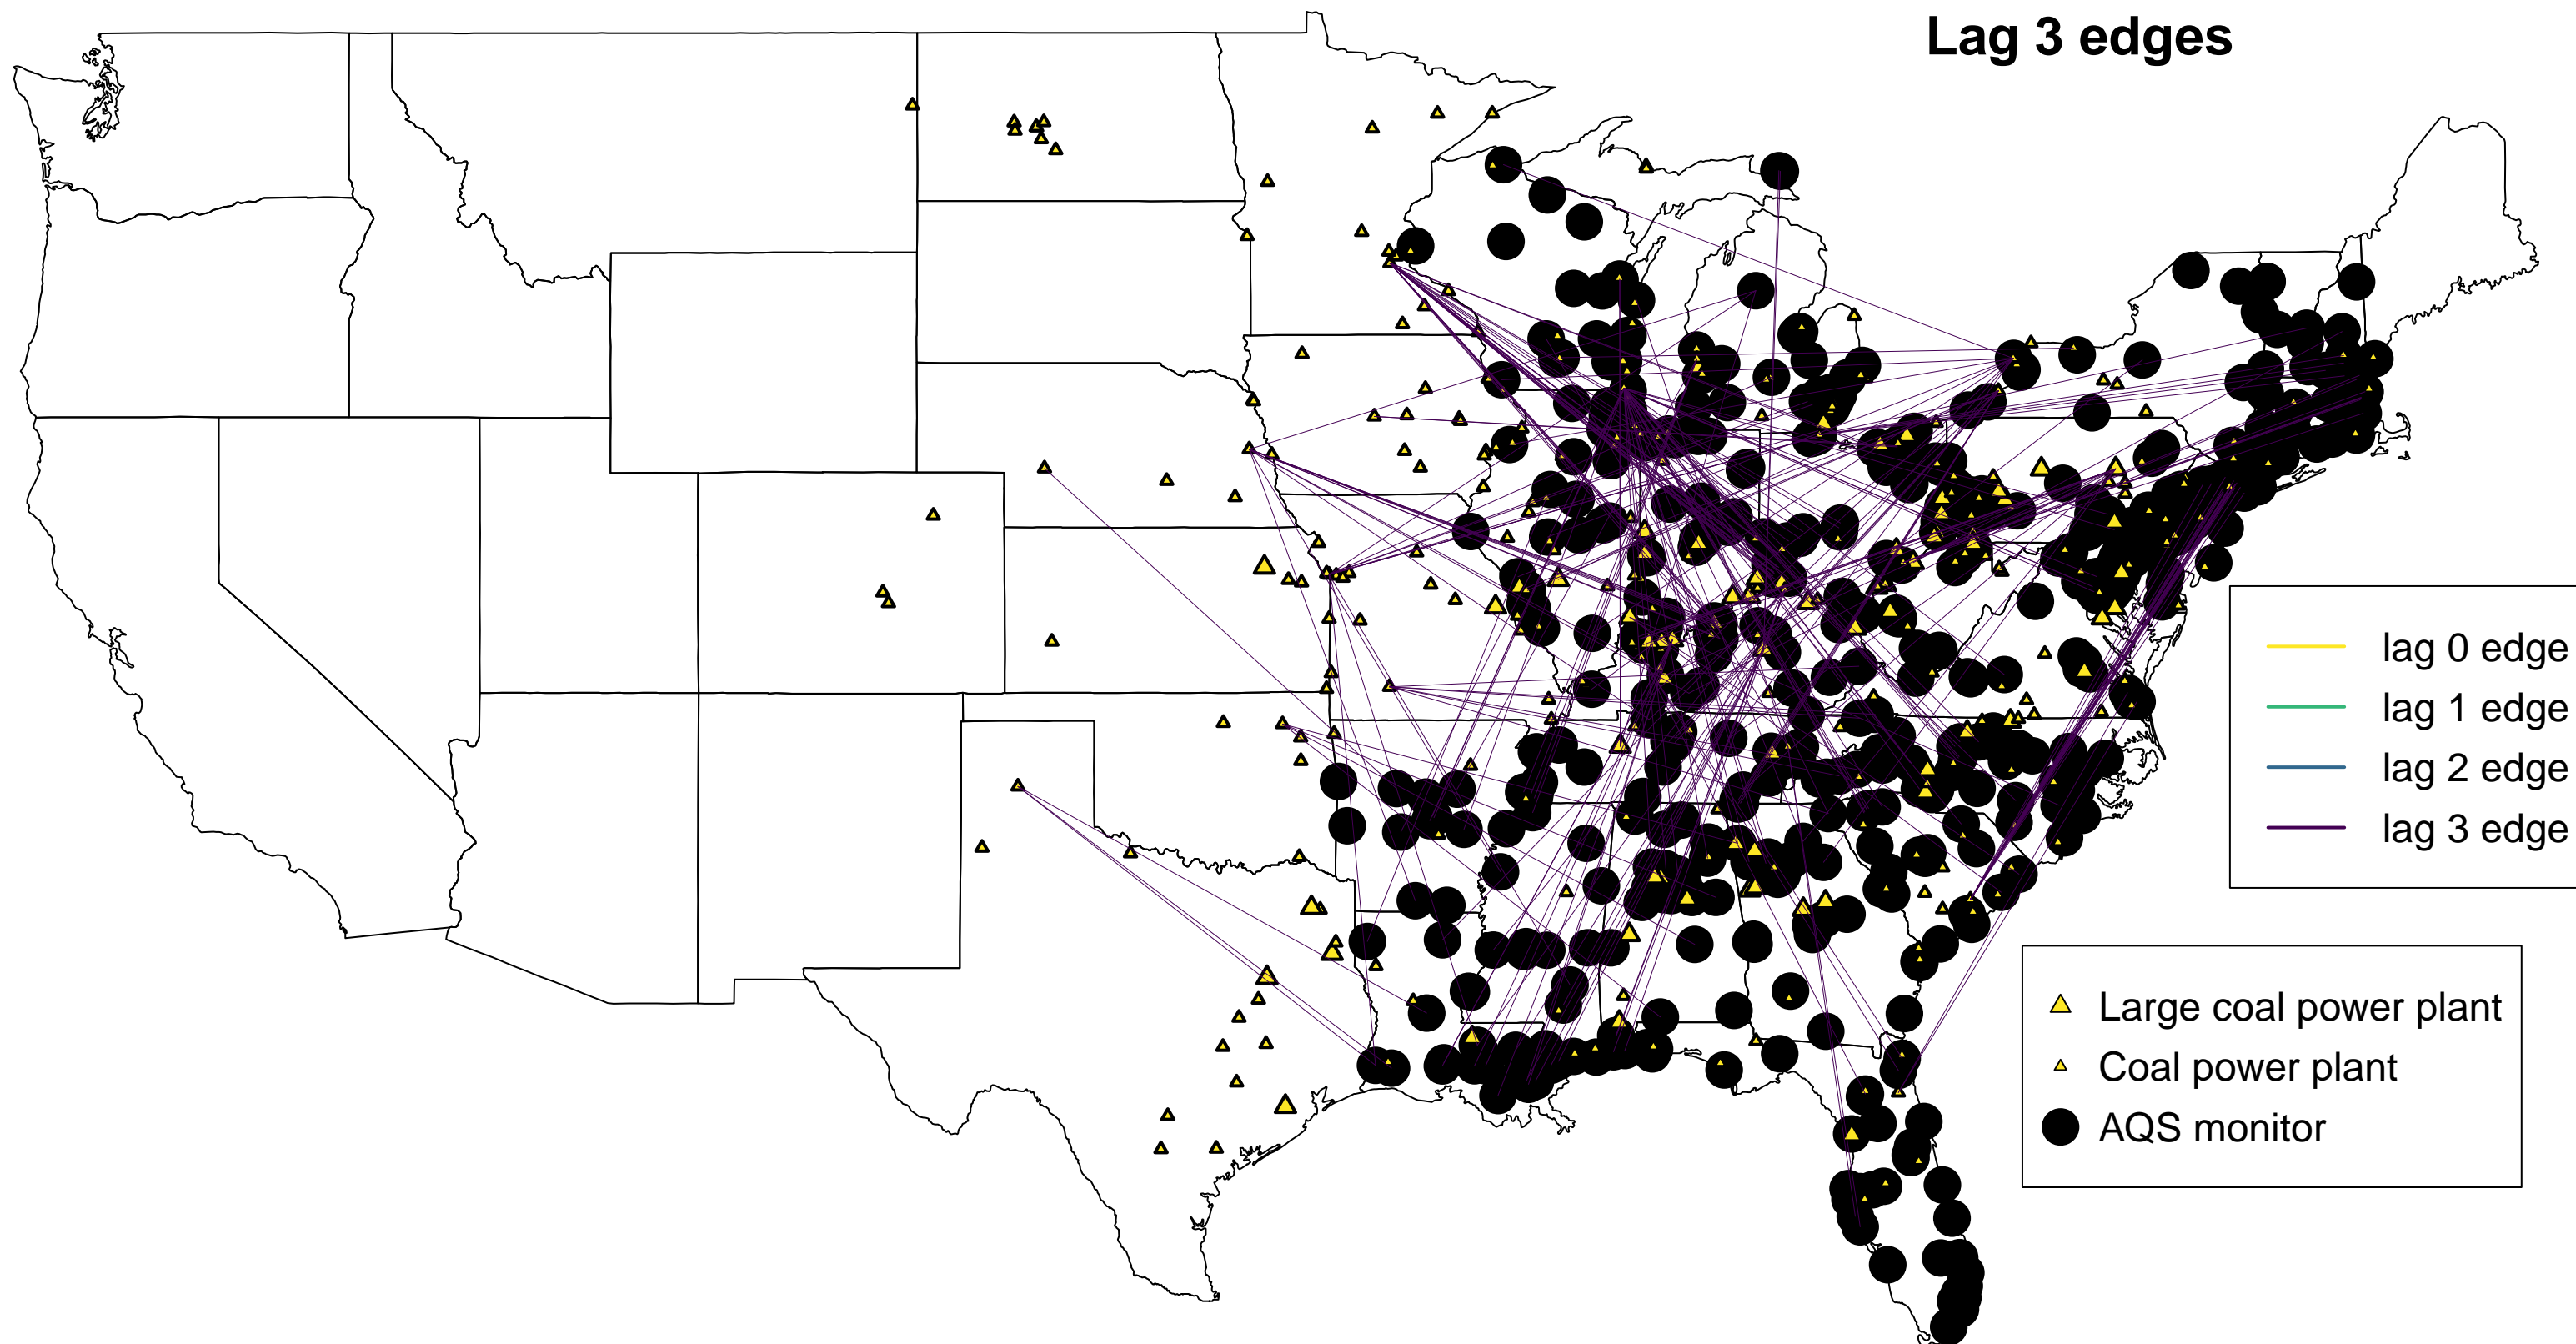 Lag 3 edges
lag 0 edge
lag 1 edge
lag 2 edge
lag 3 edge
Large coal power plant
Coal power plant
AQS monitor